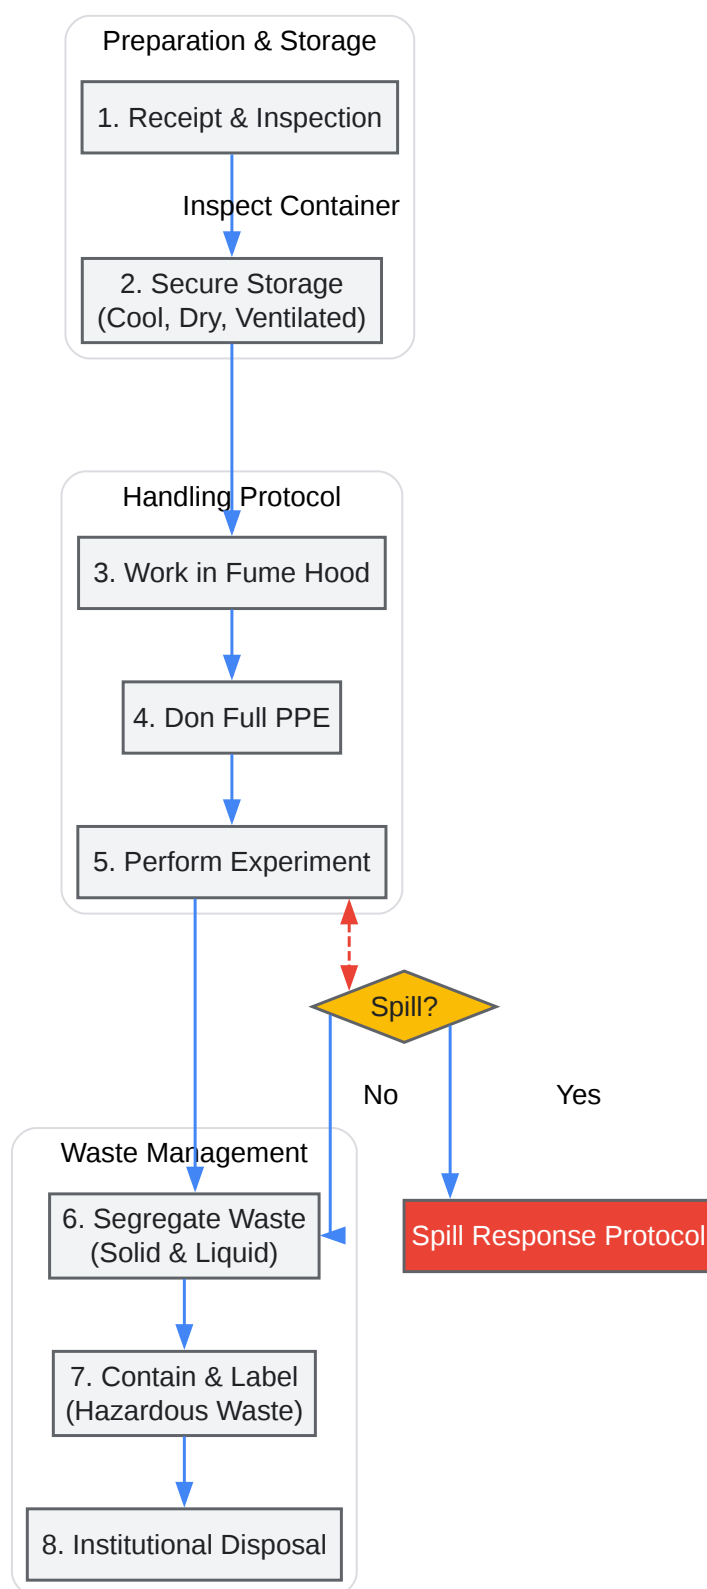 Preparation & Storage
1. Receipt & Inspection
Inspect Container
2. Secure Storage
(Cool, Dry, Ventilated)
Handling Protocol
3. Work in Fume Hood
4. Don Full PPE
5. Perform Experiment
Spill?
No
Yes
Waste Management
6. Segregate Waste
(Solid & Liquid)
Spill Response Protocol
7. Contain & Label
(Hazardous Waste)
8. Institutional Disposal